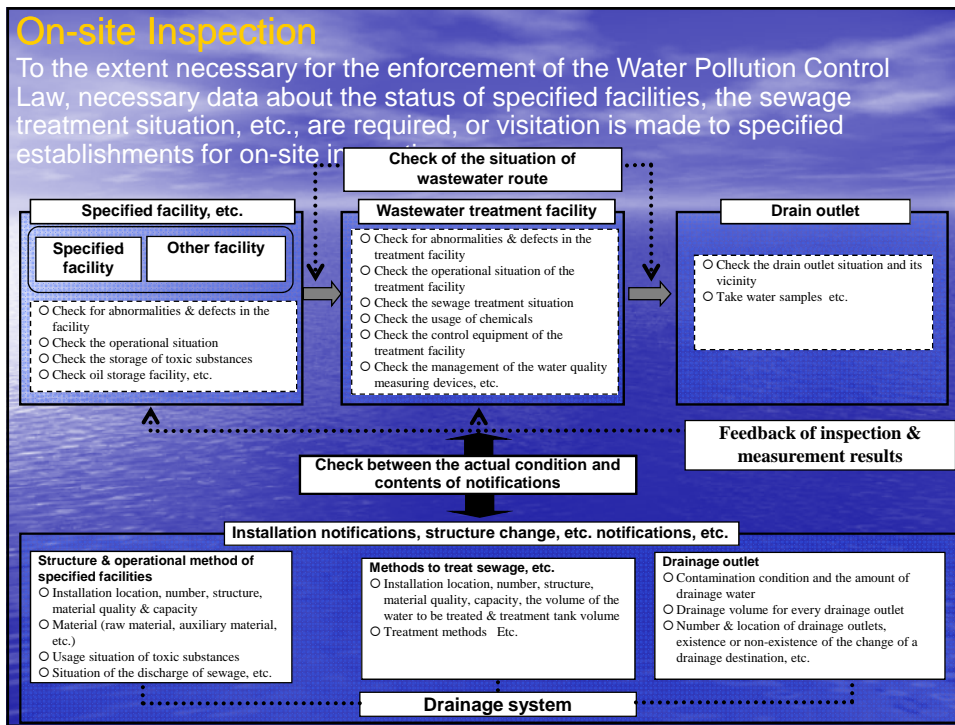 On-site Inspection
To the extent necessary for the enforcement of the Water Pollution Control
Law, necessary data about the status of specified facilities, the sewage
treatment situation, etc., are required, or visitation is made to specified
establishments for on-site
Check of the situation of
wastewater route
Specified facility, etc.
Specified
facility
Other facility
○ Check for abnormalities & defects in the
facility
○ Check the operational situation
○ Check the storage of toxic substances
○ Check oil storage facility, etc.
Wastewater treatment facility
○ Check for abnormalities & defects in the
treatment facility
○ Check the operational situation of the
treatment facility
○ Check the sewage treatment situation
○ Check the usage of chemicals
○ Check the control equipment of the
treatment facility
○ Check the management of the water quality
measuring devices, etc.
Drain outlet
○ Check the drain outlet situation and its
vicinity
○ Take water samples etc.
Feedback of inspection &
measurement results
Check between the actual condition and
contents of notifications
Installation notifications, structure change, etc. notifications, etc.
Structure & operational method of
specified facilities
○ Installation location, number, structure,
material quality & capacity
○ Material (raw material, auxiliary material,
etc.)
○ Usage situation of toxic substances
○ Situation of the discharge of sewage, etc.
Methods to treat sewage, etc.
○ Installation location, number, structure,
material quality, capacity, the volume of the
water to be treated & treatment tank volume
○ Treatment methods Etc.
Drainage outlet
○ Contamination condition and the amount of
drainage water
○ Drainage volume for every drainage outlet
○ Number & location of drainage outlets,
existence or non-existence of the change of a
drainage destination, etc.
Drainage system